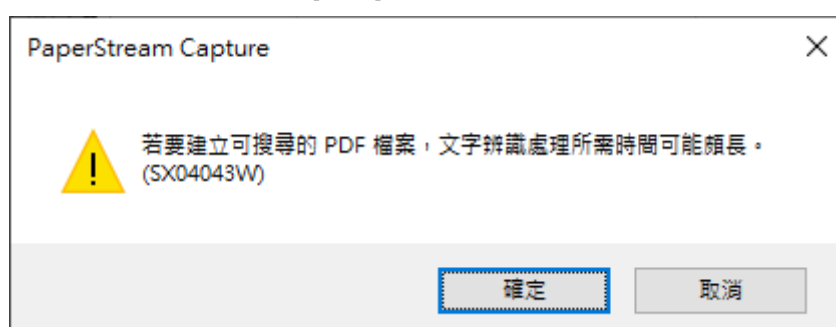 PaperStream Capture
若要建立可搜尋的 PDF 檔案，文字辨識處理所需時間可能頗長。
(SX04043W)
確定
取消